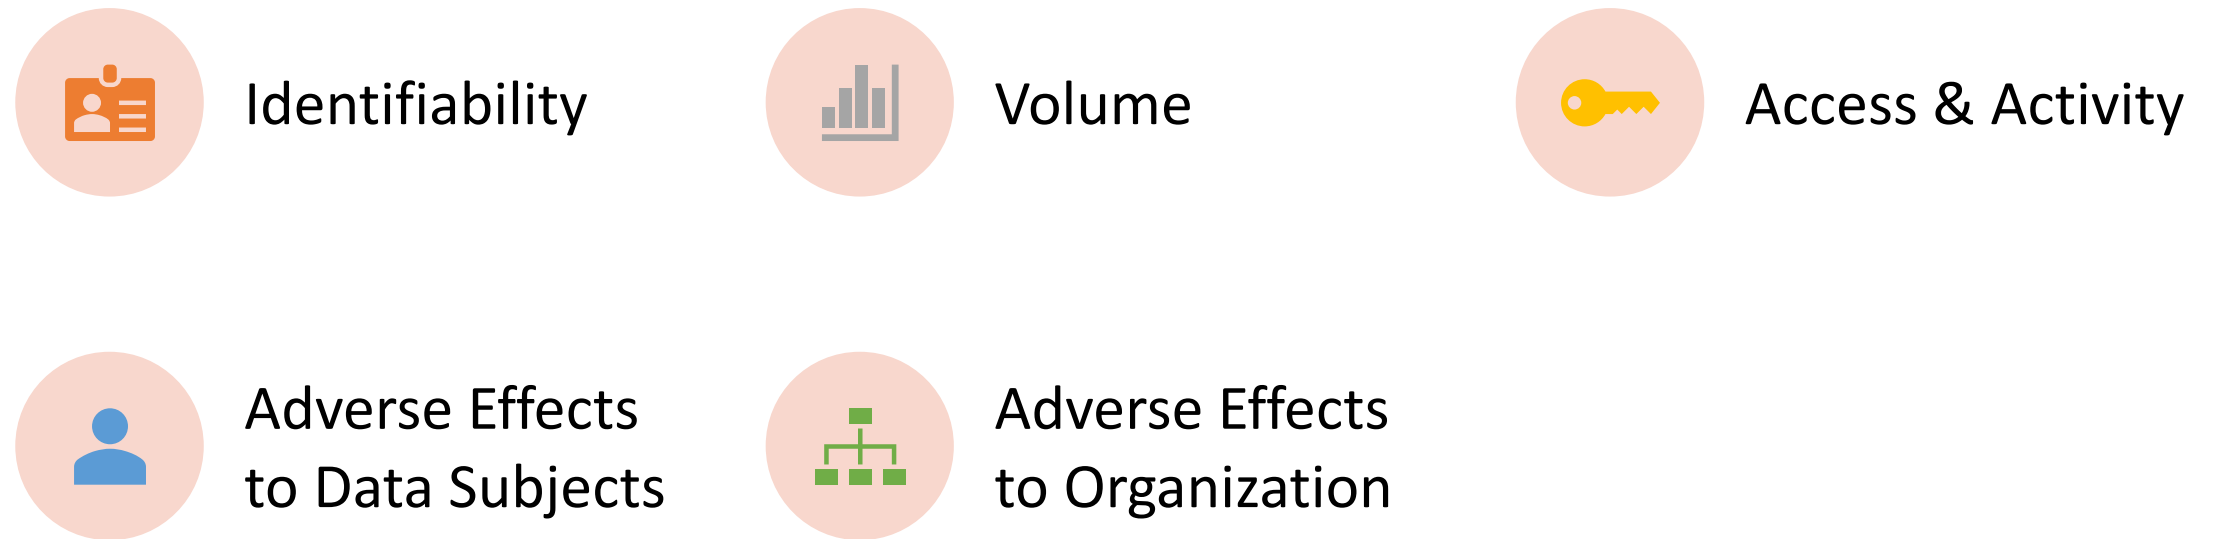 Identifiability
Volume
Access & Activity
Adverse Effects
to Data Subjects
Adverse Effects
to Organization